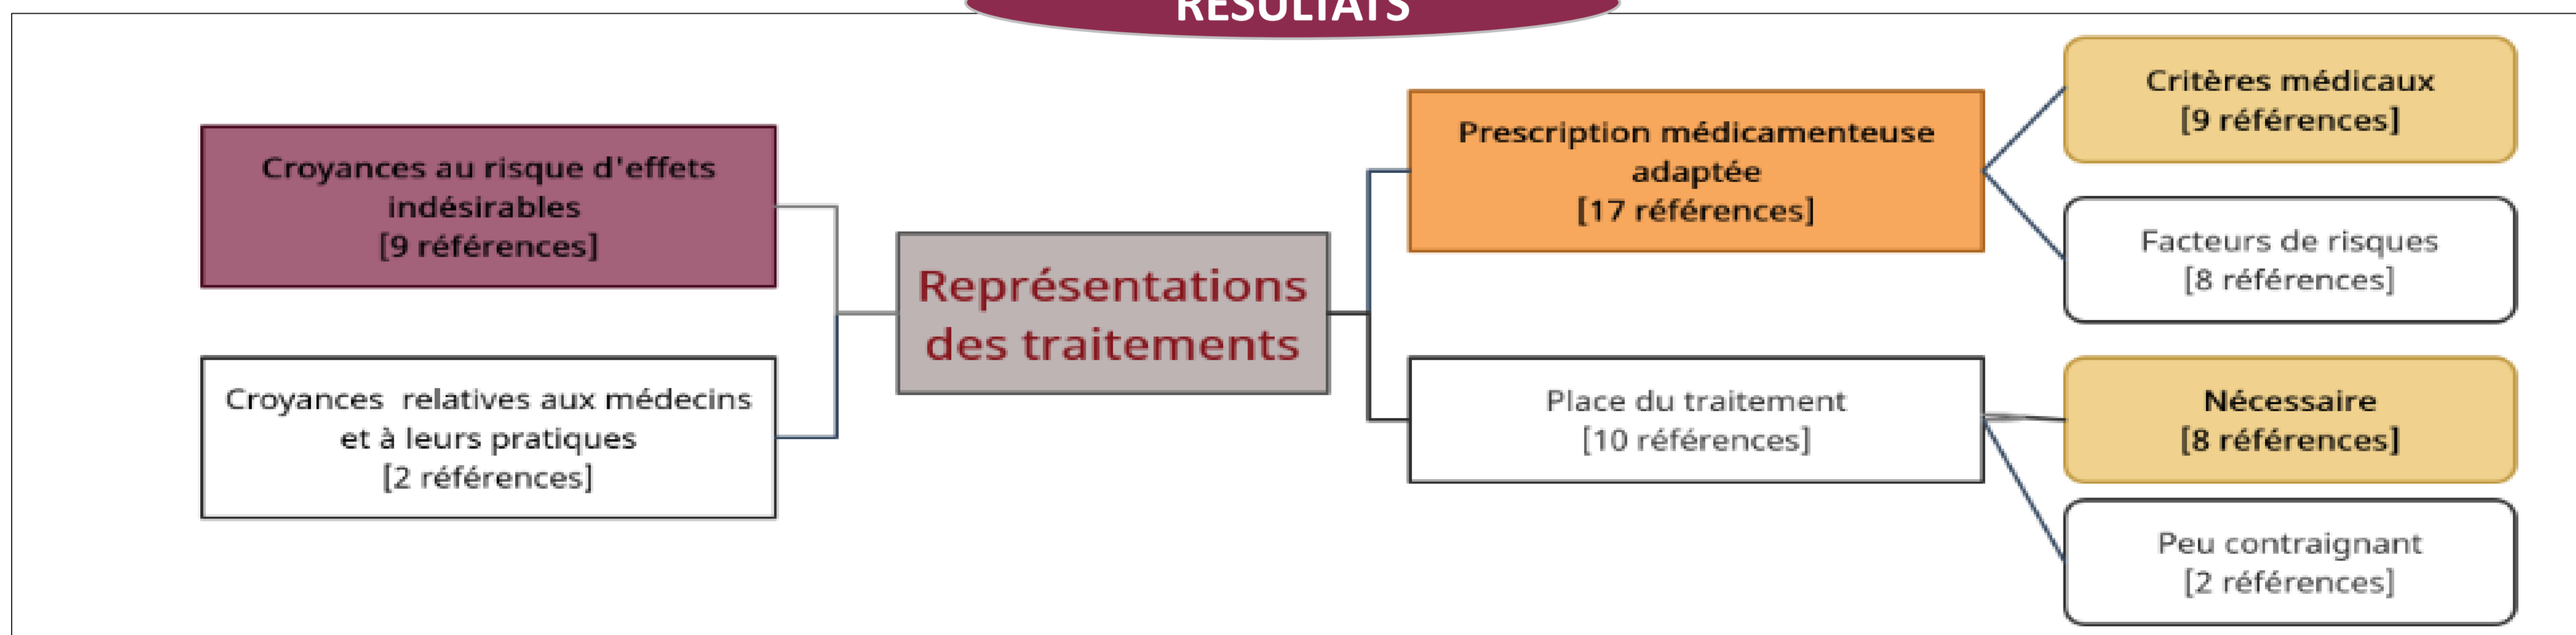 RÉSULTATS
Croyances au risque d'effets
indésirables
[9 références]
Croyances relatives aux médecins
et à leurs pratiques
[2 références]
Représentations
des traitements
Prescription médicamenteuse
adaptée
[17 références]
Place du traitement
[10 références]
Critères médicaux
[9 références]
Facteurs de risques
[8 références]
Nécessaire
[8 références]
Peu contraignant
[2 références]